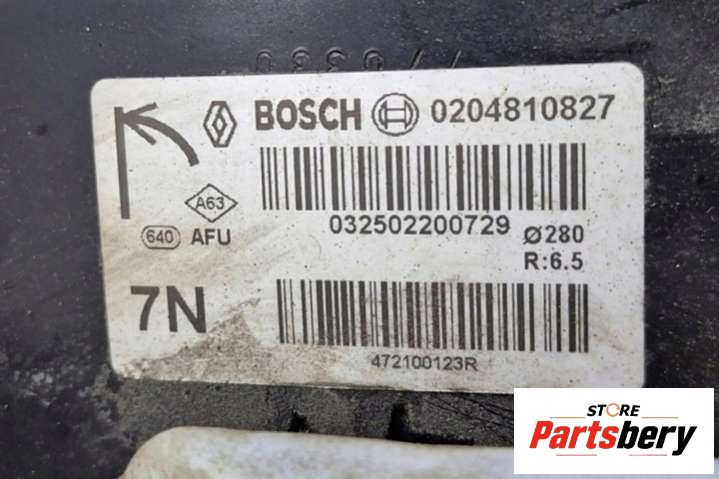 BOSCH 0204810827
A63
032502200729
640 AFU
Ø280
R:6.5
7N
472100123R
STORE
Partsbery